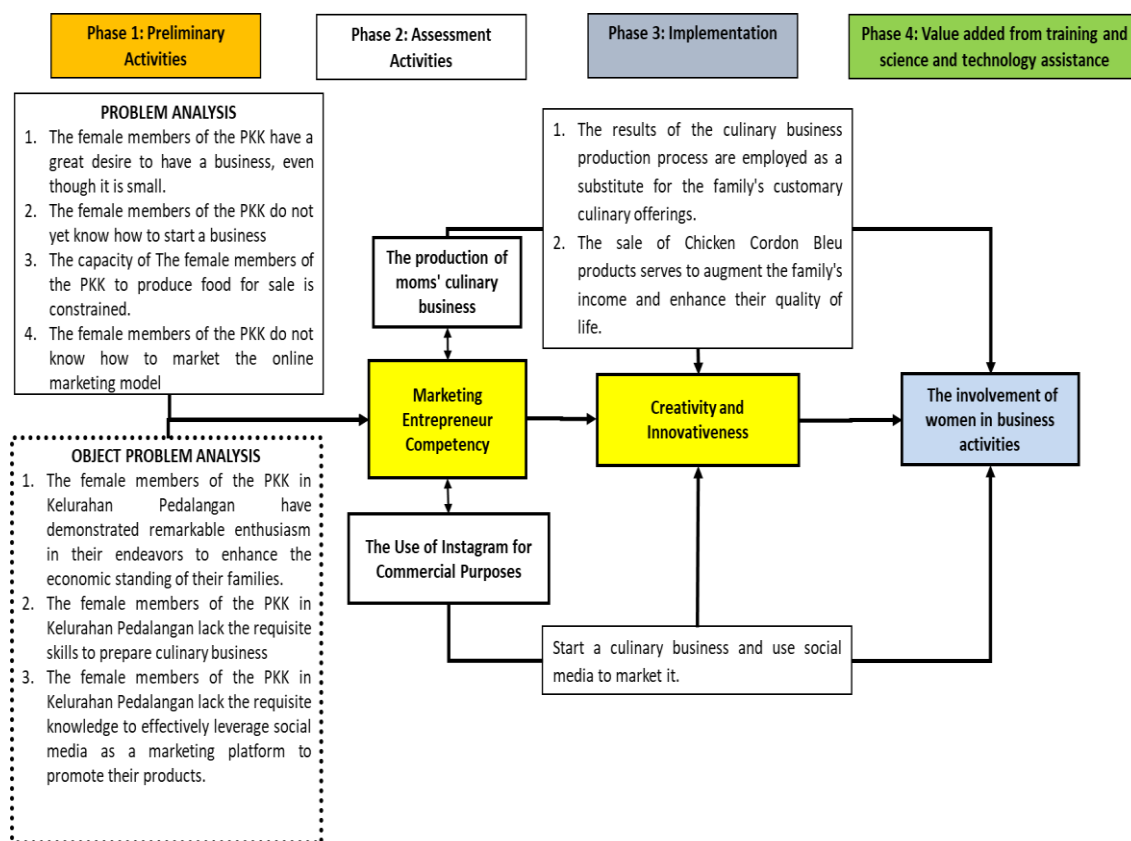 Phase 1: Preliminary
Activities
Phase 2: Assessment
Activities
Phase 3: Implementation
Phase 4: Value added from training and
science and technology assistance
PROBLEM ANALYSIS
1. The female members of the PKK have a
great desire to have a business, even
though it is small.
2. The female members of the PKK do not
yet know how to start a business
3. The capacity of The female members of
the PKK to produce food for sale is
constrained.
4. The female members of the PKK do not
know how to market the online
marketing model
OBJECT PROBLEM ANALYSIS
1. The female members of the PKK in
Kelurahan Pedalangan have
demonstrated remarkable enthusiasm
in their endeavors to enhance the
economic standing of their families.
2. The female members of the PKK in
Kelurahan Pedalangan lack the requisite
skills to prepare culinary business
3. The female members of the PKK in
Kelurahan Pedalangan lack the requisite
knowledge to effectively leverage social
media as a marketing platform to
promote their products.
The production of
moms' culinary
business
Marketing
Entrepreneur
Competency
The Use of Instagram for
Commercial Purposes
1. The results of the culinary business
production process are employed as a
substitute for the family's customary
culinary offerings.
2. The sale of Chicken Cordon Bleu
products serves to augment the family's
income and enhance their quality of
life.
Creativity and
Innovativeness
Start a culinary business and use social
media to market it.
The involvement of
women in business
activities